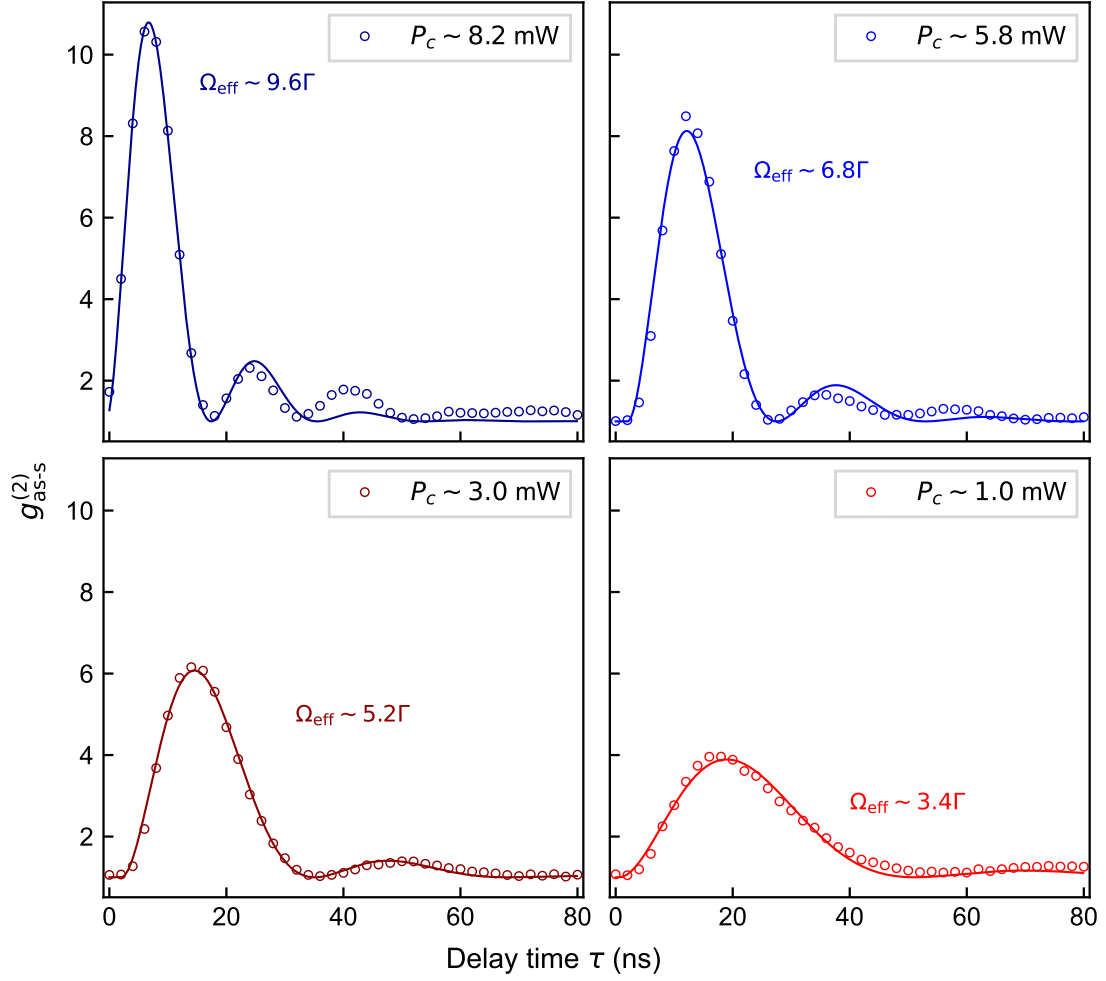 P_c ~ 8.2 mW
Ω_eff ~ 9.6Γ
10
8
6
4
2
P_c ~ 5.8 mW
Ω_eff ~ 6.8Γ
g^(2)_as-s
P_c ~ 3.0 mW
Ω_eff ~ 5.2Γ
10
8
6
4
2
0 20 40 60 80
P_c ~ 1.0 mW
Ω_eff ~ 3.4Γ
0 20 40 60 80
Delay time τ (ns)